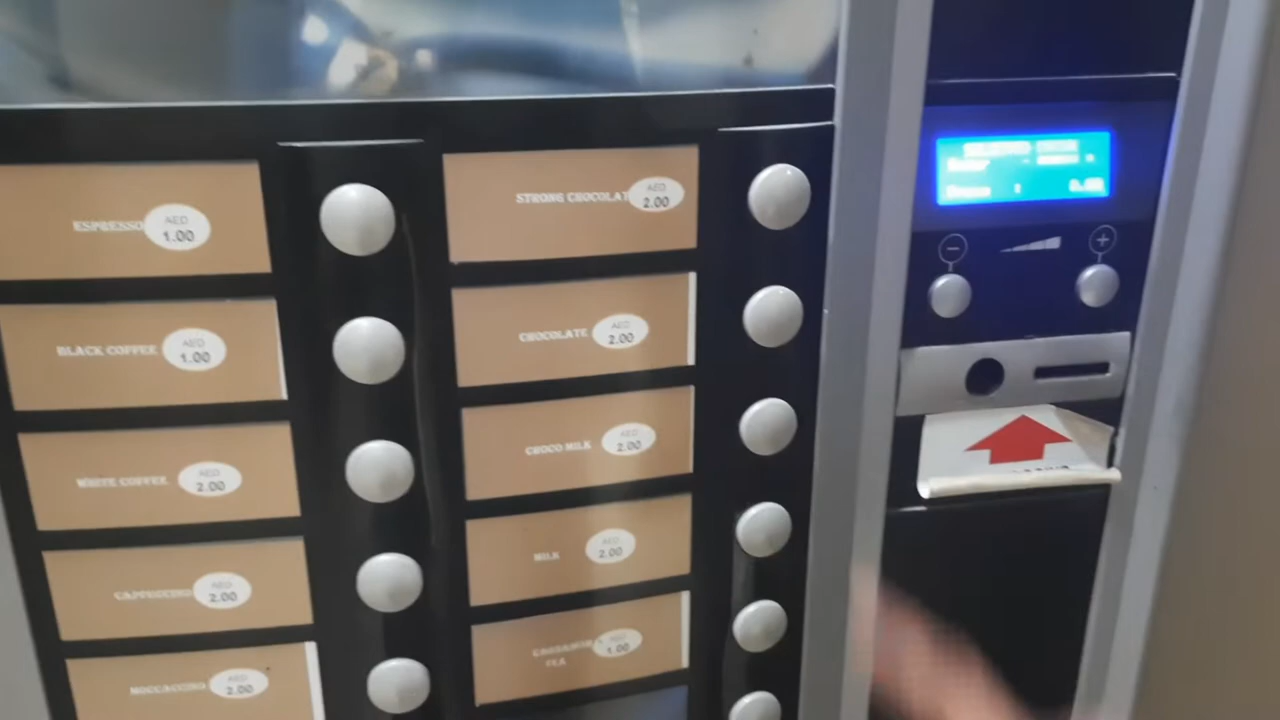 ESPRESSO
AED
1.00
BLACK COFFEE
AED
1.00
WHITE COFFEE
AED
2.00
CAPPUCCINO
AED
2.00
MOCCACCINO
AED
2.00
STRONG CHOCOLAT
AED
2.00
CHOCOLATE
AED
2.00
CHOCO MILK
AED
2.00
MILK
AED
2.00
TEA
AED
1.00
-
+